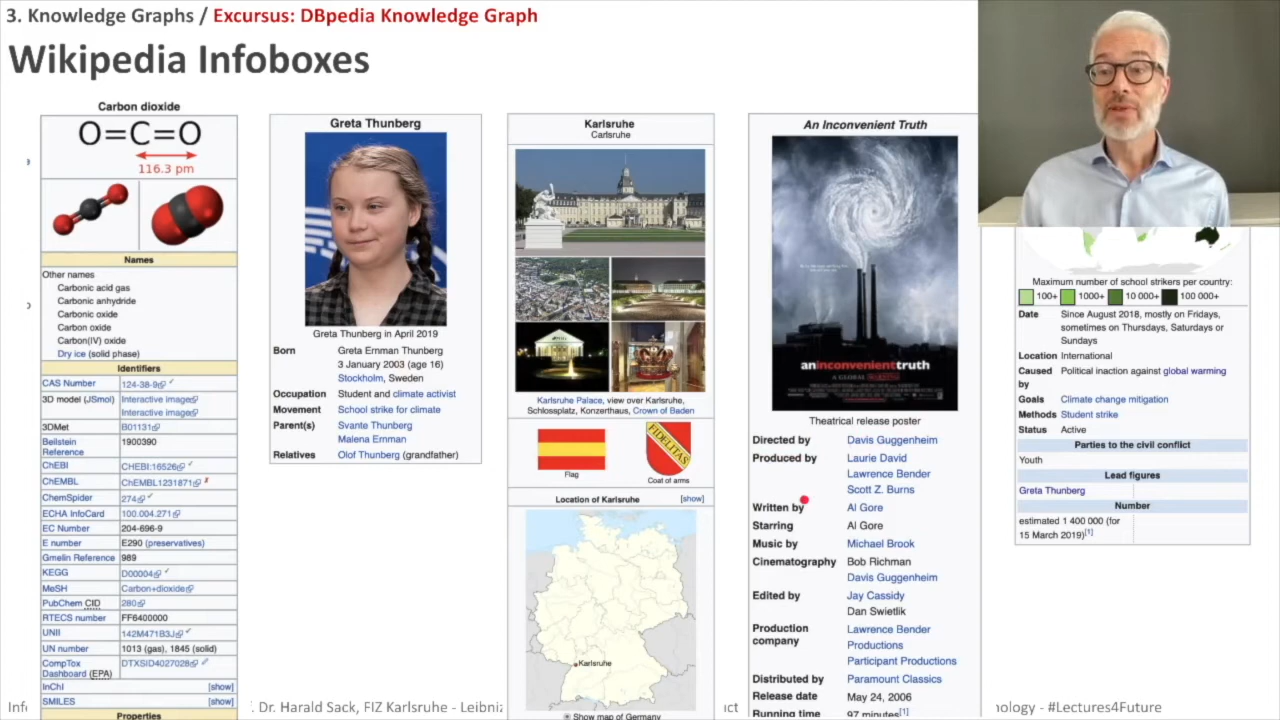 3. Knowledge Graphs / Excursus: DBpedia Knowledge Graph
Wikipedia Infoboxes
Carbon dioxide
O=C=O
116.3 pm
Names
Other names
Carbonic acid gas
Carbonic anhydride
Carbonic oxide
Carbon oxide
Carbon(IV) oxide
Dry ice (solid phase)
Identifiers
CAS Number 124-38-9
3D model (JSmol) Interactive image
Interactive image
3DMet B01131
Beilstein
Reference 1900390
ChEBI CHEBI:16526
ChEMBL ChEMBL1231871
ChemSpider 274
ECHA InfoCard 100.004.271
EC Number 204-696-9
E number E290 (preservatives)
Gmelin Reference 989
KEGG D00004
MeSH Carbon+dioxide
PubChem CID 280
RTECS number FF6400000
UNII 142M471B3J
UN number 1013 (gas), 1845 (solid)
CompTox
Dashboard (EPA) DTXSID4027028
InChI [show]
SMILES [show]
Properties
Greta Thunberg
Greta Thunberg in April 2019
Born Greta Ernman Thunberg
3 January 2003 (age 16)
Stockholm, Sweden
Occupation Student and climate activist
Movement School strike for climate
Parent(s) Svante Thunberg
Malena Ernman
Relatives Olof Thunberg (grandfather)
Karlsruhe
Carlsruhe
Karlsruhe Palace, view over Karlsruhe,
Schlossplatz, Konzerthaus, Crown of Baden
FIDELITAS
Flag
Coat of arms
Location of Karlsruhe [show]
Karlsruhe
Show map of Germany
An Inconvenient Truth
aninconvenienttruth
Theatrical release poster
Directed by Davis Guggenheim
Produced by Laurie David
Lawrence Bender
Scott Z. Burns
Written by Al Gore
Starring Al Gore
Music by Michael Brook
Cinematography Bob Richman
Davis Guggenheim
Edited by Jay Cassidy
Dan Swietlik
Production
company Lawrence Bender
Productions
Participant Productions
Distributed by Paramount Classics
Release date May 24, 2006
Running time 97 minutes[1]
Maximum number of school strikers per country:
100+ 1000+ 10 000+ 100 000+
Date Since August 2018, mostly on Fridays,
sometimes on Thursdays, Saturdays or
Sundays
Location International
Caused
by Political inaction against global warming
Goals Climate change mitigation
Methods Student strike
Status Active
Parties to the civil conflict
Youth
Lead figures
Greta Thunberg
Number
estimated 1 400 000 (for
15 March 2019)[1]
Dr. Harald Sack, FIZ Karlsruhe - Leibniz
nology - #Lectures4Future